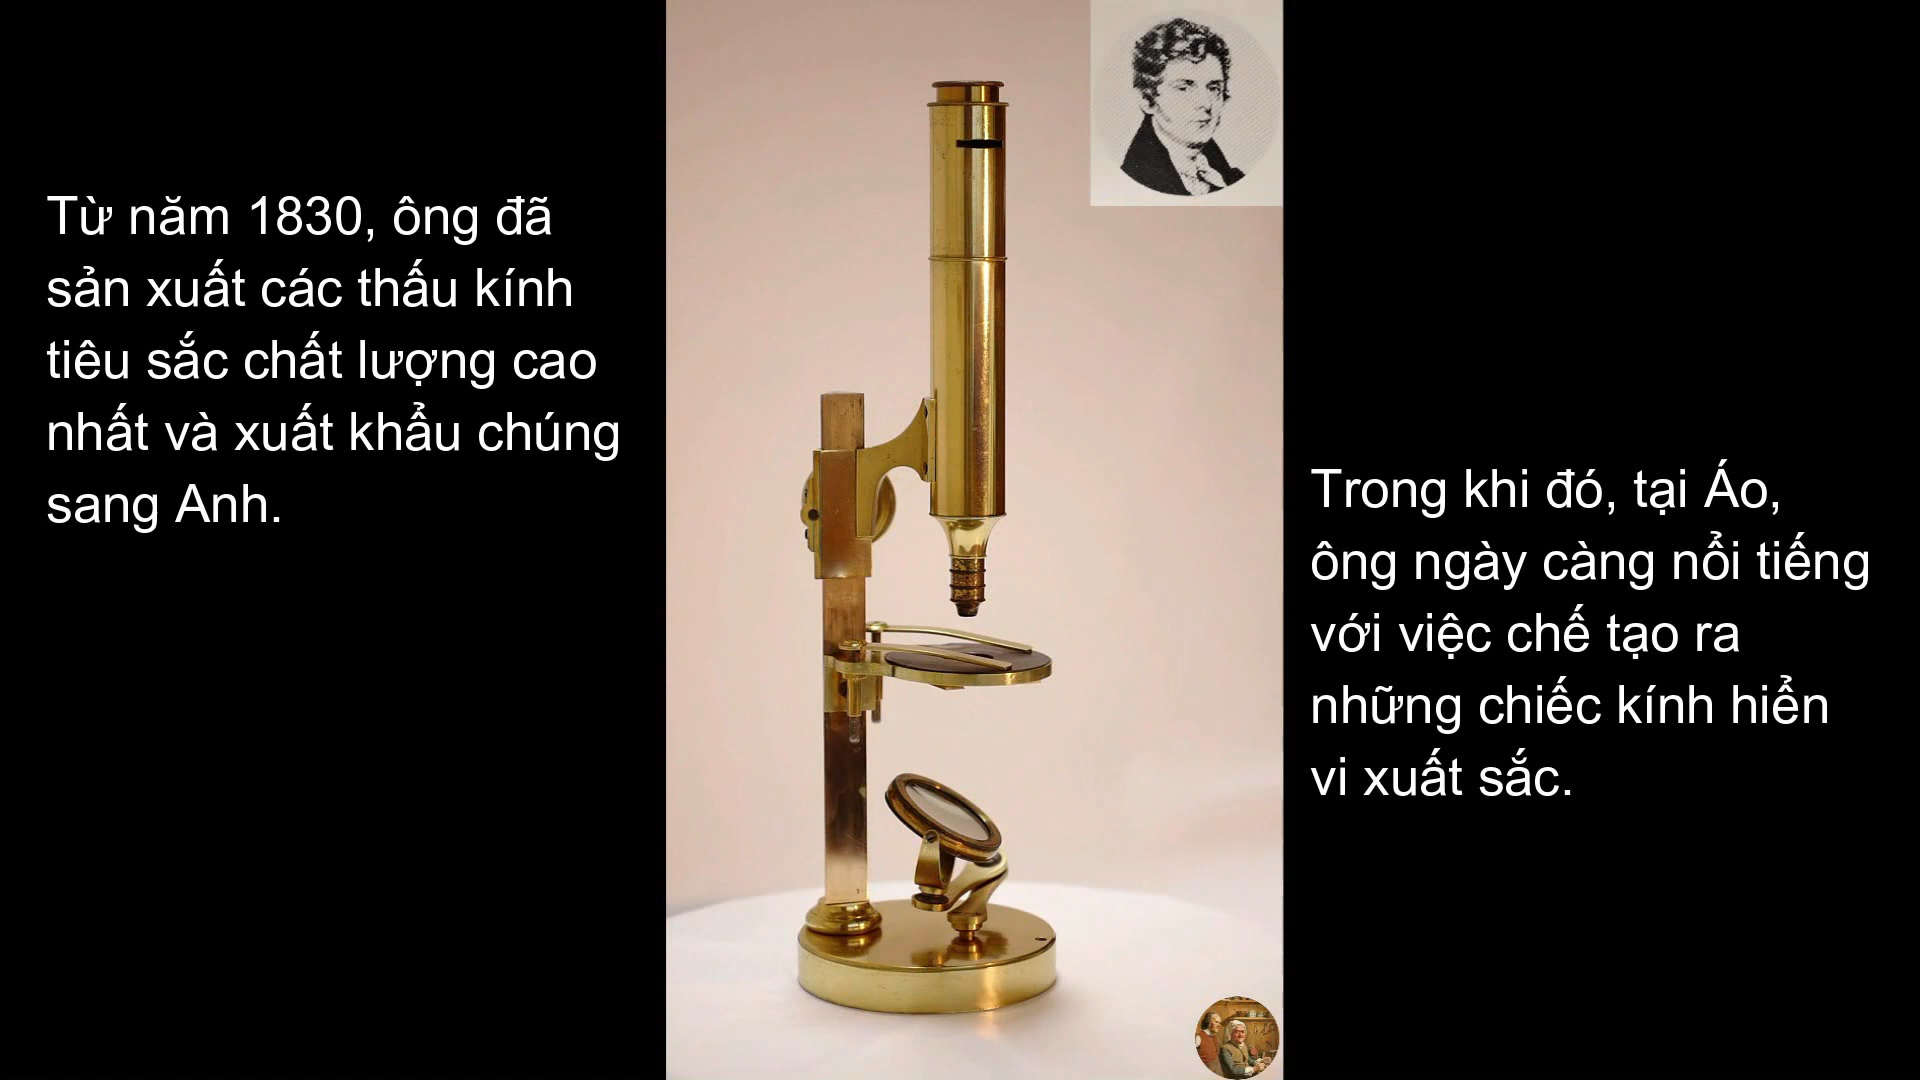 Từ năm 1830, ông đã
sản xuất các thấu kính
tiêu sắc chất lượng cao
nhất và xuất khẩu chúng
sang Anh.
Trong khi đó, tại Áo,
ông ngày càng nổi tiếng
với việc chế tạo ra
những chiếc kính hiển
vi xuất sắc.